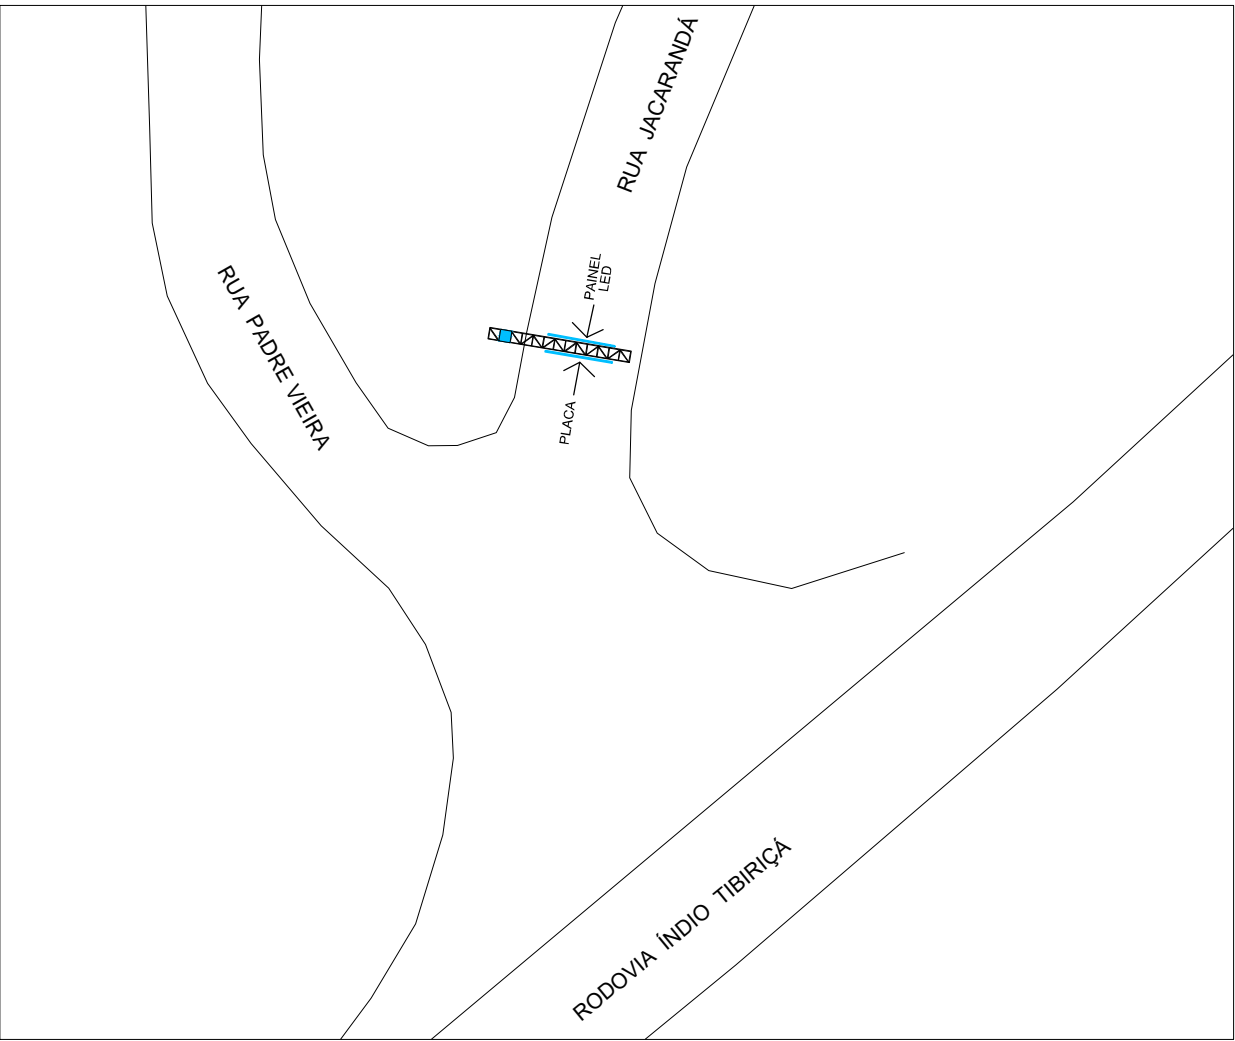 RUA JACARANDÁ
PAINEL
LED
RUA PADRE VIEIRA
PLACA
RODOVIA ÍNDIO TIBIRIÇÁ